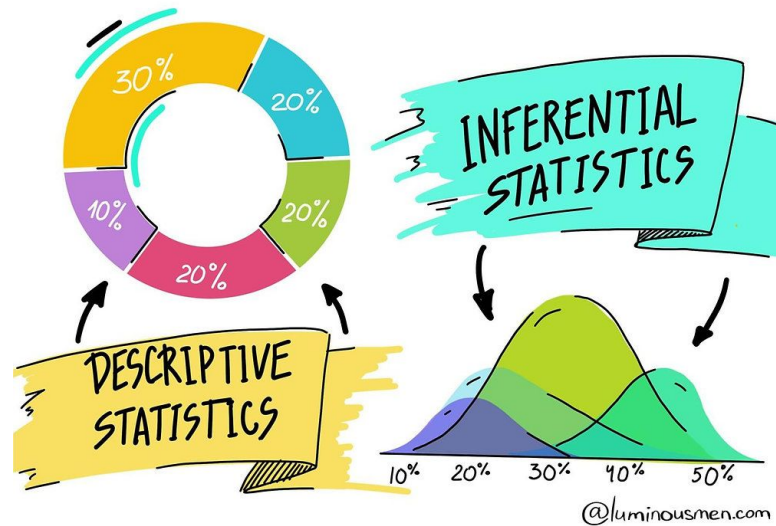 30%
20%
20%
20%
10%
DESCRIPTIVE
STATISTICS
INFERENTIAL
STATISTICS
10% 20% 30% 40% 50%
@luminousmen.com